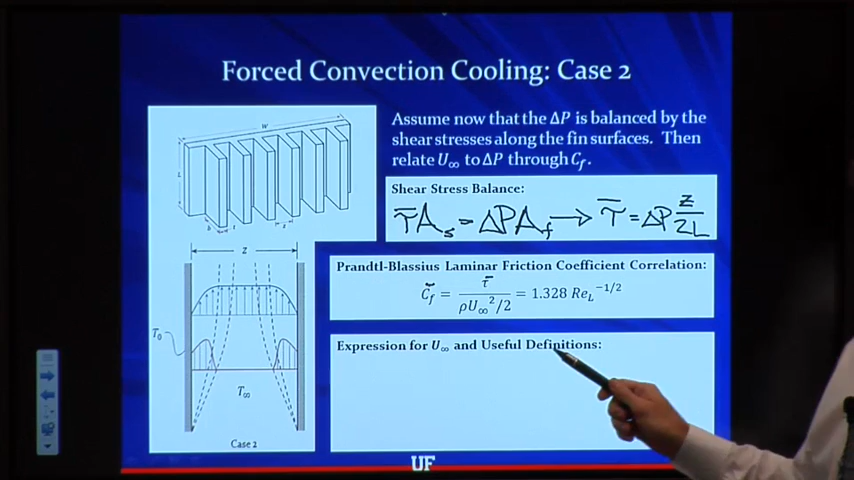 Forced Convection Cooling: Case 2
Assume now that the ΔP is balanced by the
shear stresses along the fin surfaces. Then
relate U∞ to ΔP through Cf.
Shear Stress Balance:
τ̄As = ΔPAf → τ̄ = ΔP z/2L
Prandtl-Blassius Laminar Friction Coefficient Correlation:
C̄f = τ̄/(ρU∞²/2) = 1.328 ReL^−1/2
Expression for U∞ and Useful Definitions:
W
L
b
t
z
z
T0
T∞
Case 2
UF